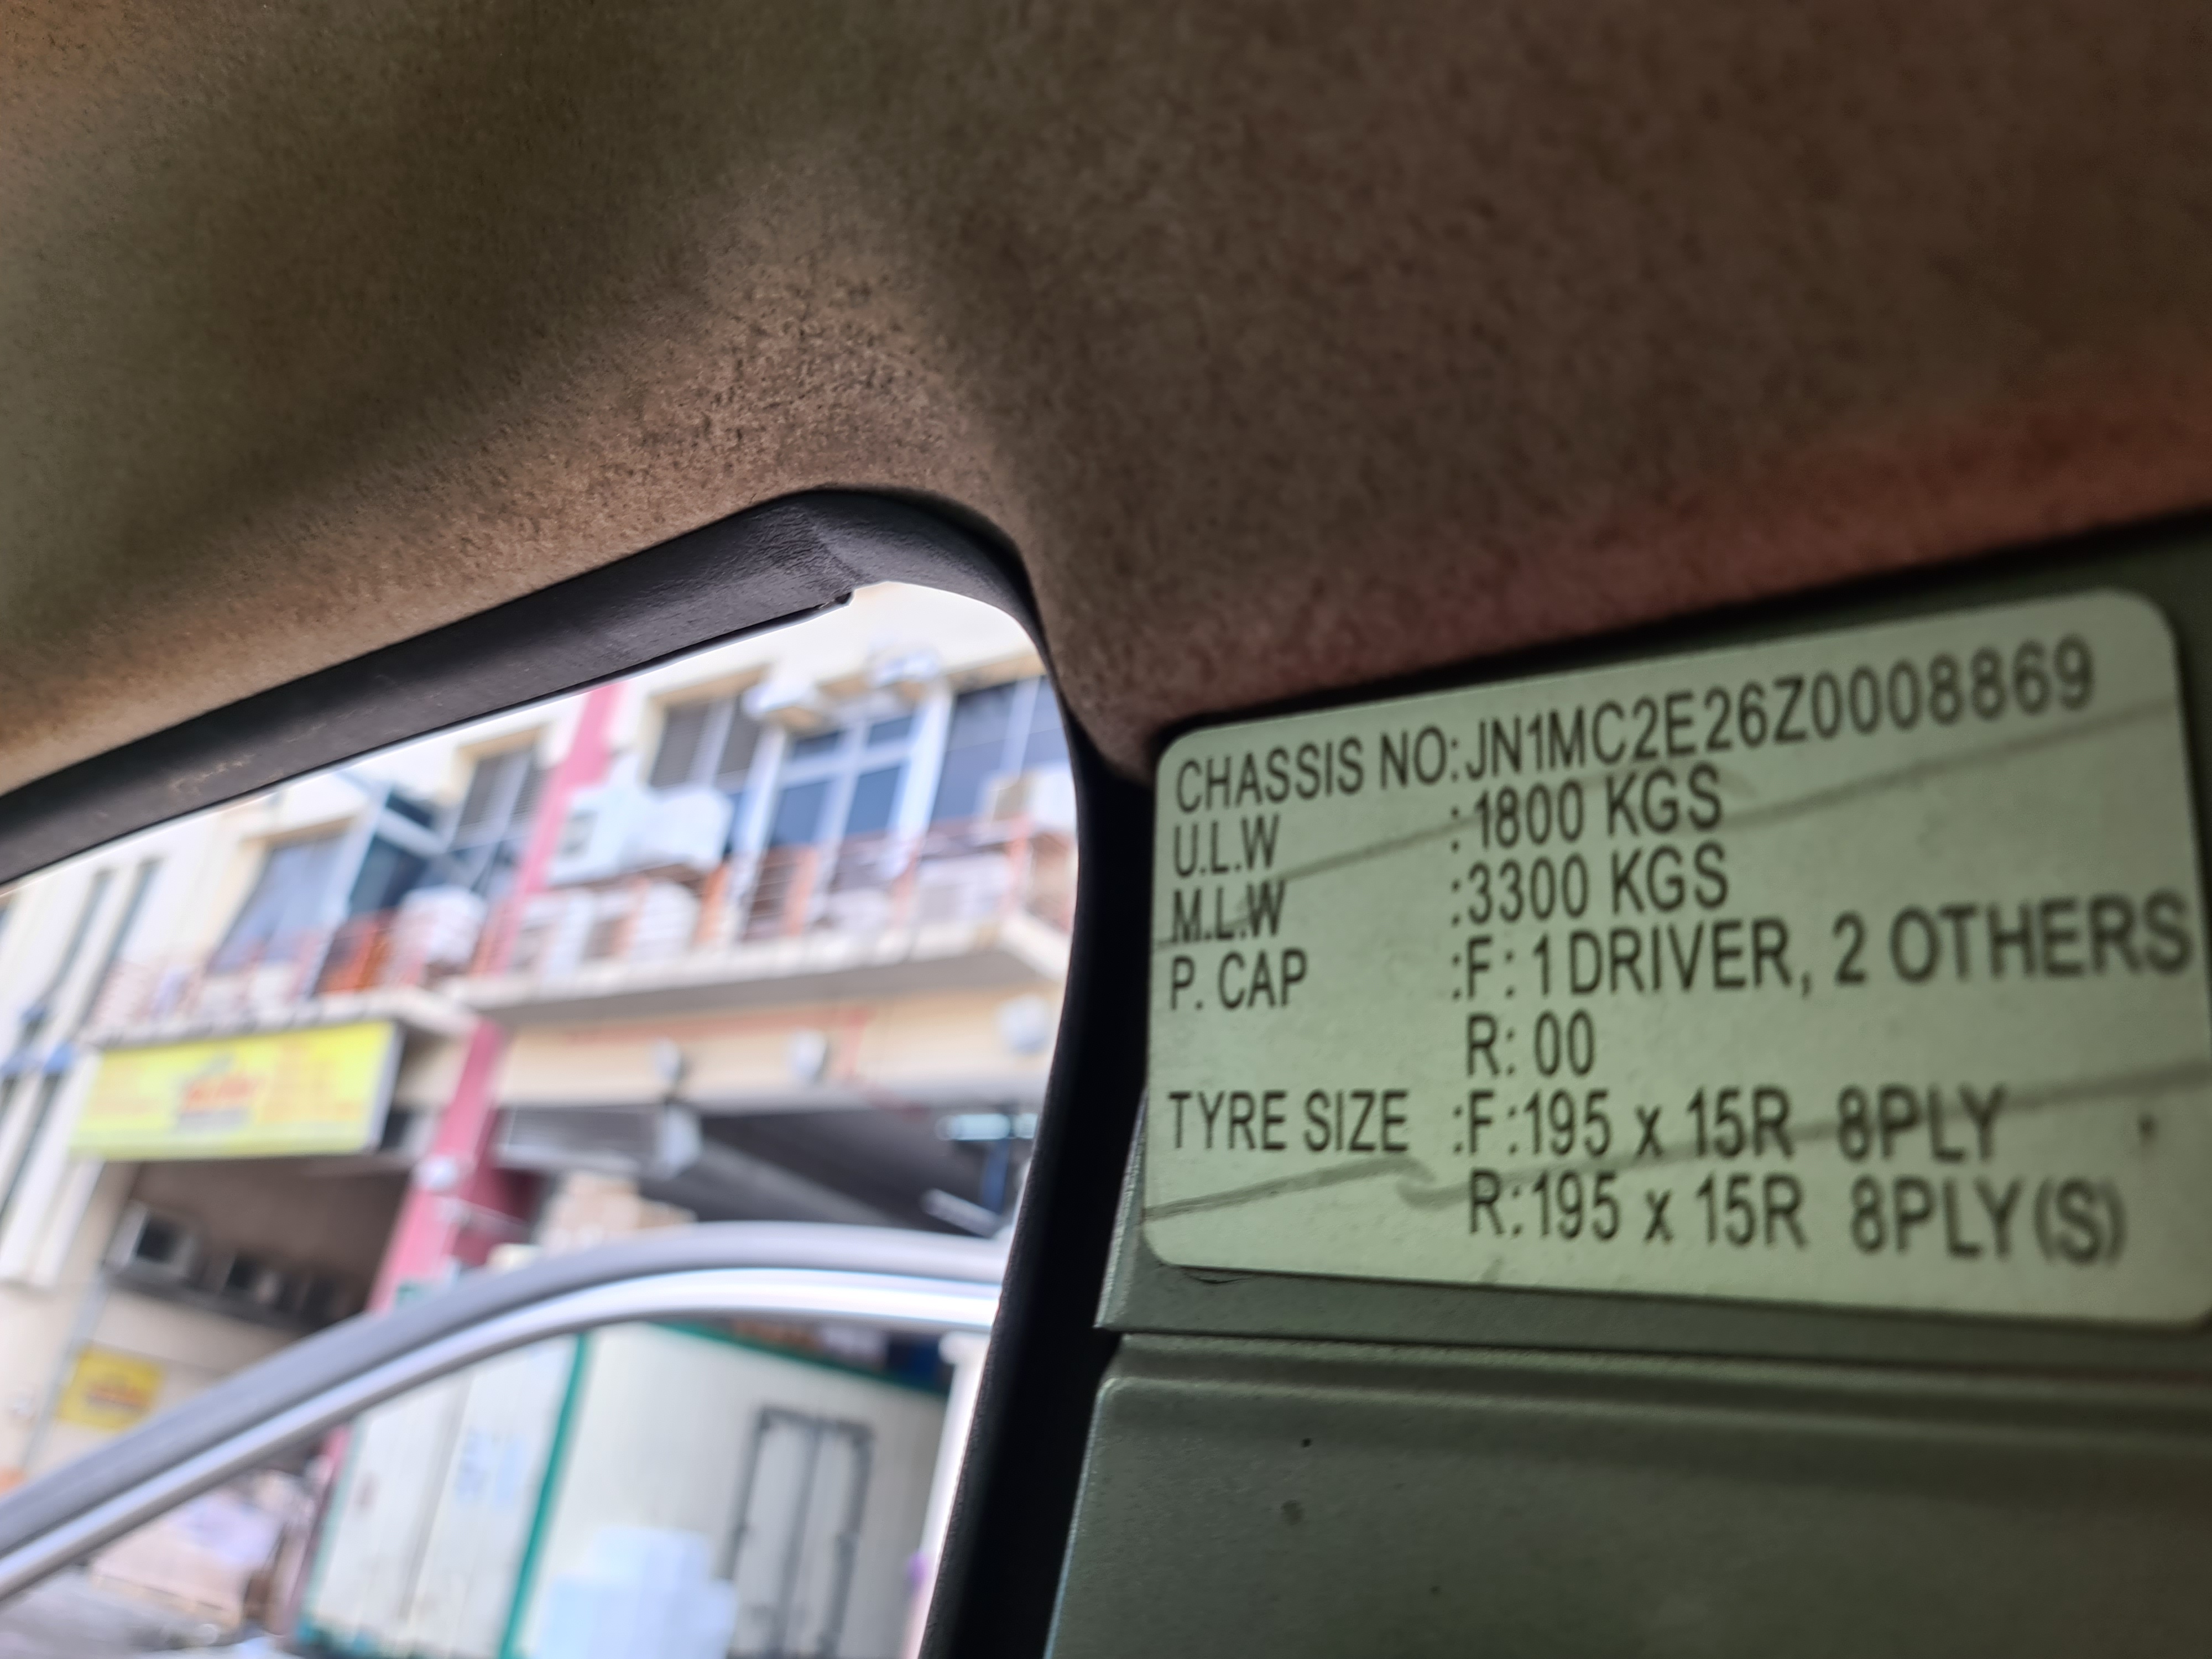 CHASSIS NO:JN1MC2E26Z0008869
U.L.W :1800 KGS
M.L.W :3300 KGS
P. CAP :F: 1 DRIVER, 2 OTHERS
R: 00
TYRE SIZE :F:195 x 15R 8PLY
R:195 x 15R 8PLY(S)